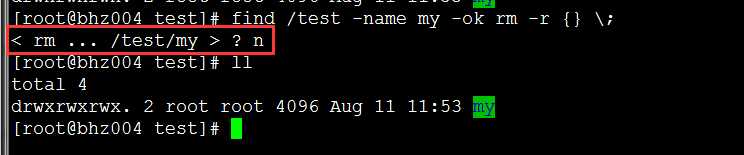 my
[root@bhz004 test]# find /test -name my -ok rm -r {} \;
< rm ... /test/my > ? n
[root@bhz004 test]# ll
total 4
drwxrwxrwx. 2 root root 4096 Aug 11 11:53 my
[root@bhz004 test]#